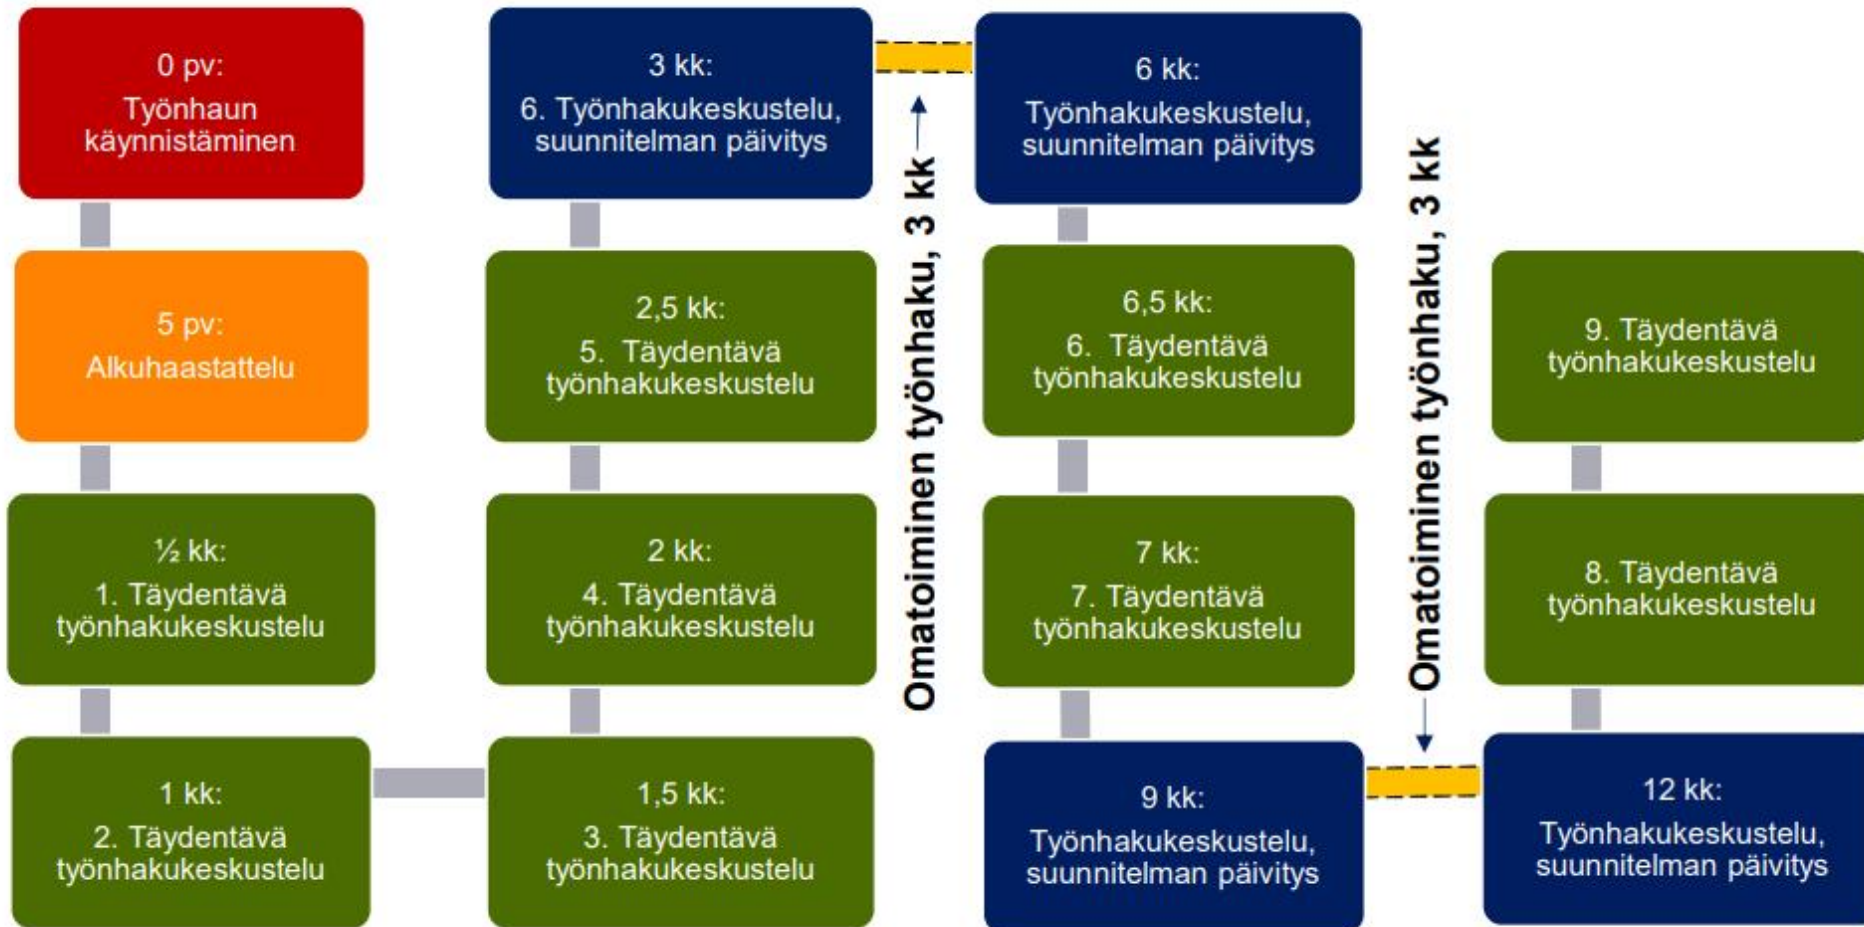 0 pv:
Työnhaun
käynnistäminen
5 pv:
Alkuhaastattelu
½ kk:
1. Täydentävä
työnhakukeskustelu
1 kk:
2. Täydentävä
työnhakukeskustelu
1,5 kk:
3. Täydentävä
työnhakukeskustelu
2 kk:
4. Täydentävä
työnhakukeskustelu
2,5 kk:
5. Täydentävä
työnhakukeskustelu
3 kk:
6. Työnhakukeskustelu,
suunnitelman päivitys
Omatoiminen työnhaku, 3 kk
6 kk:
Työnhakukeskustelu,
suunnitelman päivitys
6,5 kk:
6. Täydentävä
työnhakukeskustelu
7 kk:
7. Täydentävä
työnhakukeskustelu
9 kk:
Työnhakukeskustelu,
suunnitelman päivitys
Omatoiminen työnhaku, 3 kk
12 kk:
Työnhakukeskustelu,
suunnitelman päivitys
8. Täydentävä
työnhakukeskustelu
9. Täydentävä
työnhakukeskustelu